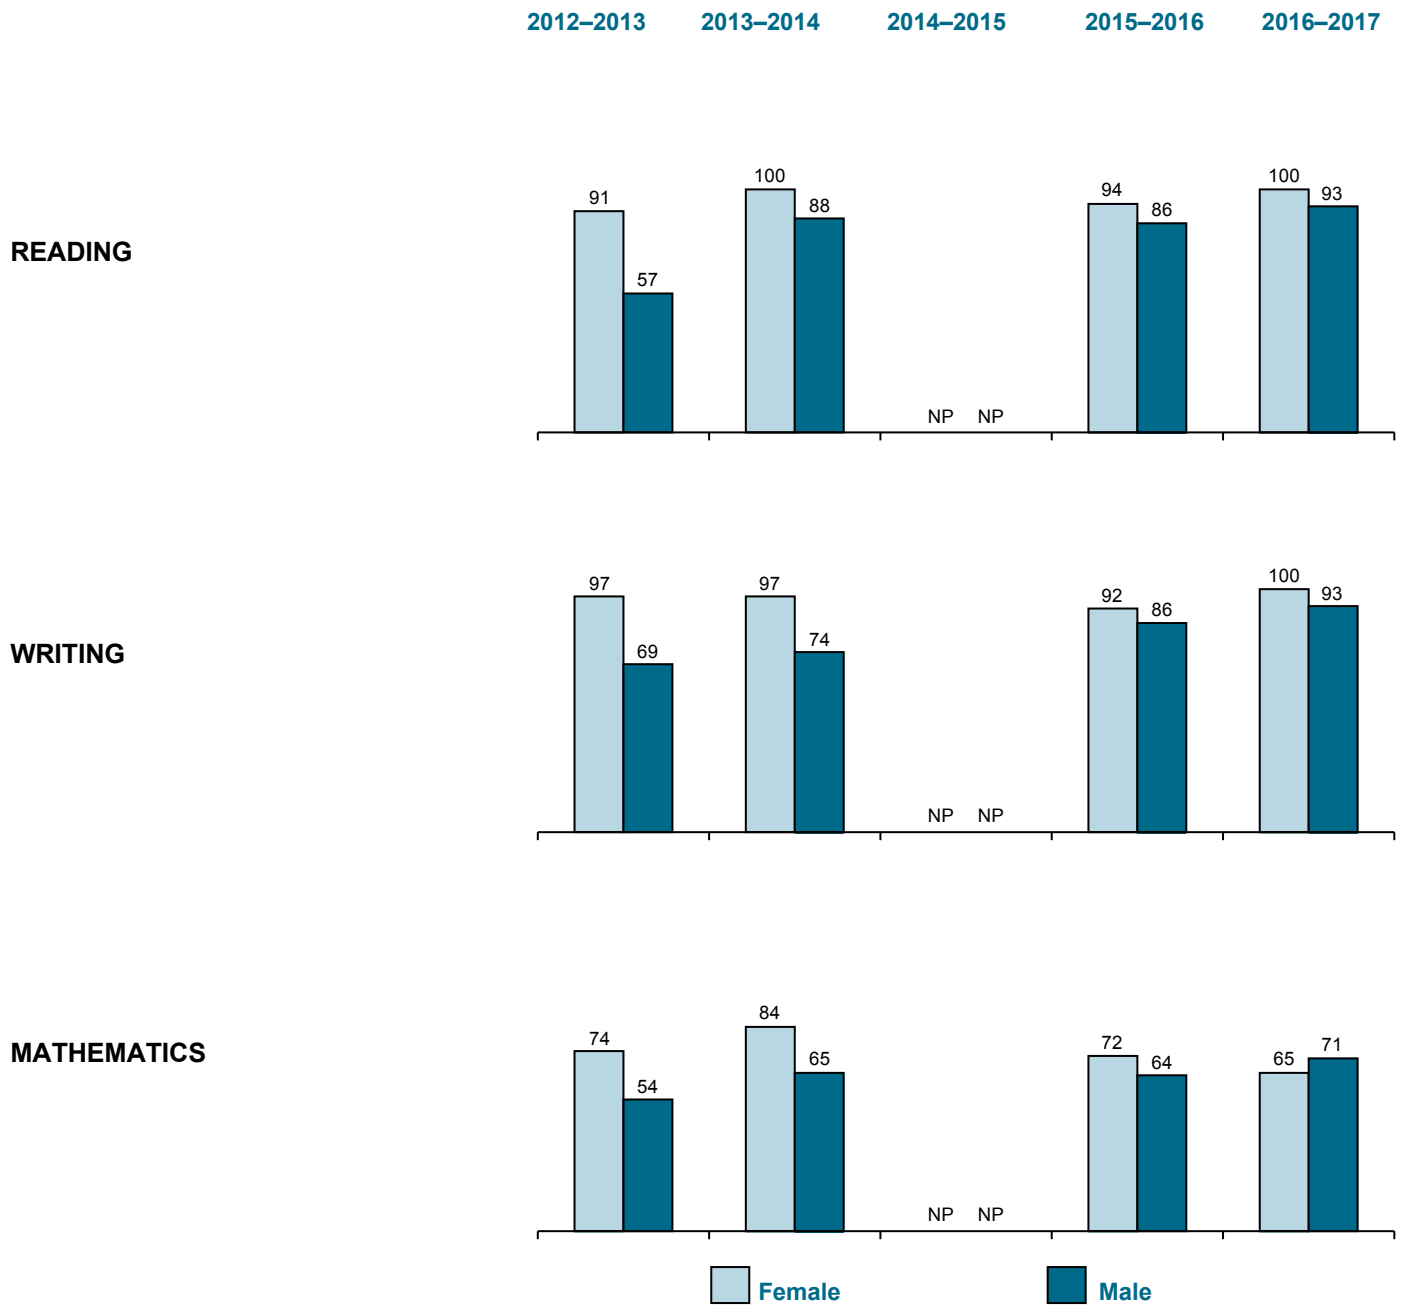 2012–2013 2013–2014 2014–2015 2015–2016 2016–2017
READING
91 57 100 88 NP NP 94 86 100 93
WRITING
97 69 97 74 NP NP 92 86 100 93
MATHEMATICS
74 54 84 65 NP NP 72 64 65 71
Female Male